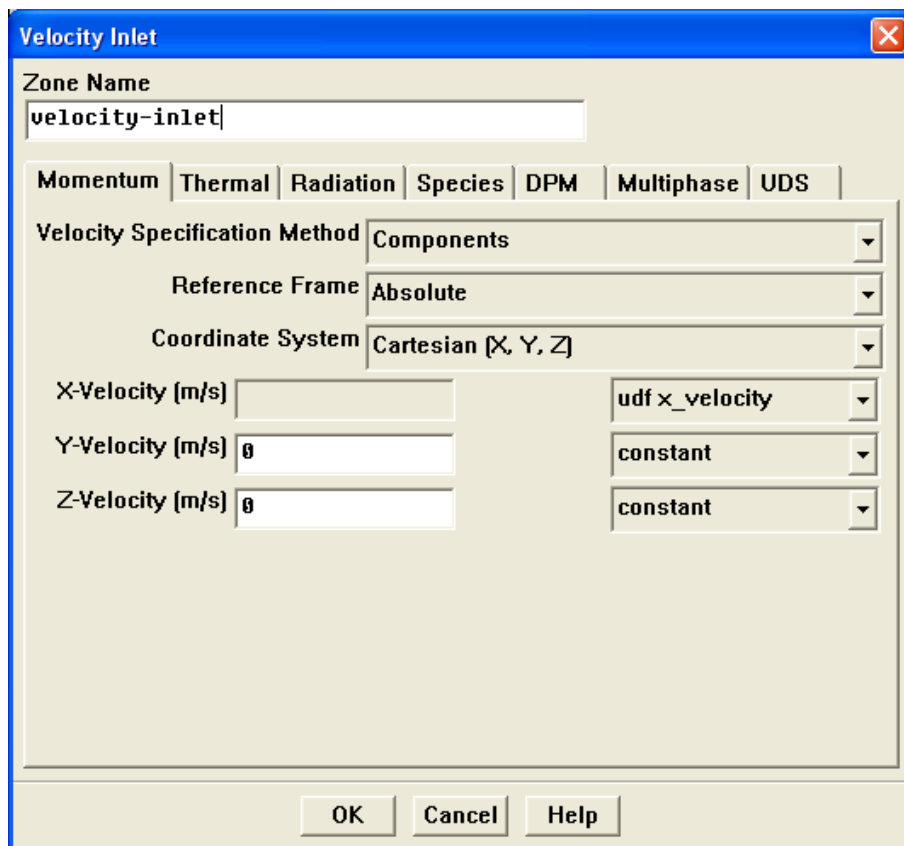 Velocity Inlet
Zone Name
velocity-inlet
Momentum Thermal Radiation Species DPM Multiphase UDS
Velocity Specification Method Components
Reference Frame Absolute
Coordinate System Cartesian (X, Y, Z)
X-Velocity (m/s) udf x_velocity
Y-Velocity (m/s) 0 constant
Z-Velocity (m/s) 0 constant
OK Cancel Help